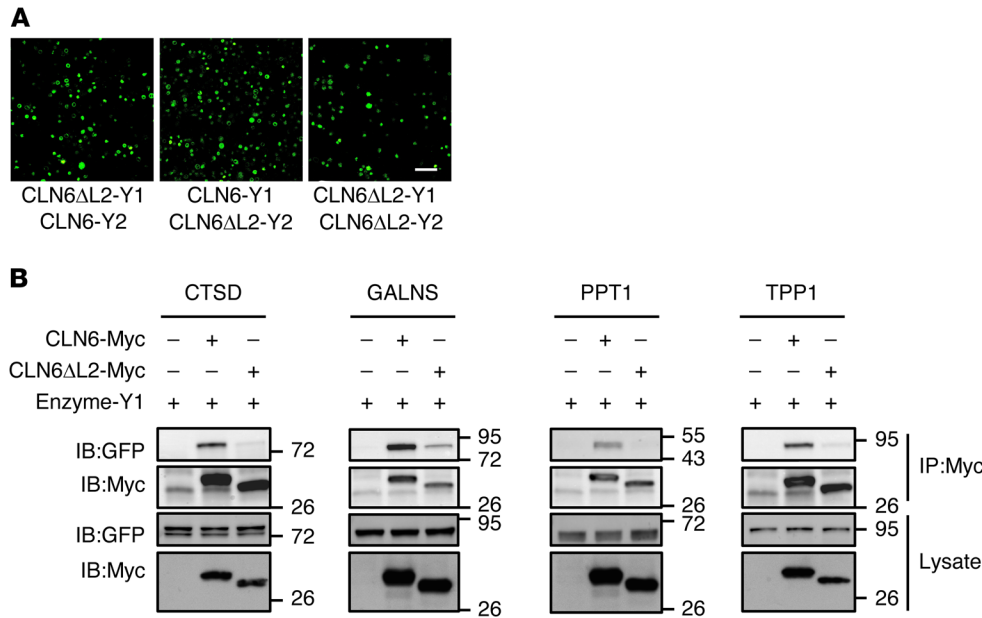 A
CLN6ΔL2-Y1 CLN6-Y1 CLN6ΔL2-Y1
CLN6-Y2 CLN6ΔL2-Y2 CLN6ΔL2-Y2
B
CTSD GALNS PPT1 TPP1
CLN6-Myc – + – – + – – + – – + –
CLN6ΔL2-Myc – – + – – + – – + – – +
Enzyme-Y1 + + + + + + + + + + + +
IB:GFP 72 95 72 55 43 95
IB:Myc 26 26 26 26
IP:Myc
IB:GFP 72 95 72 95
IB:Myc 26 26 26 26
Lysate